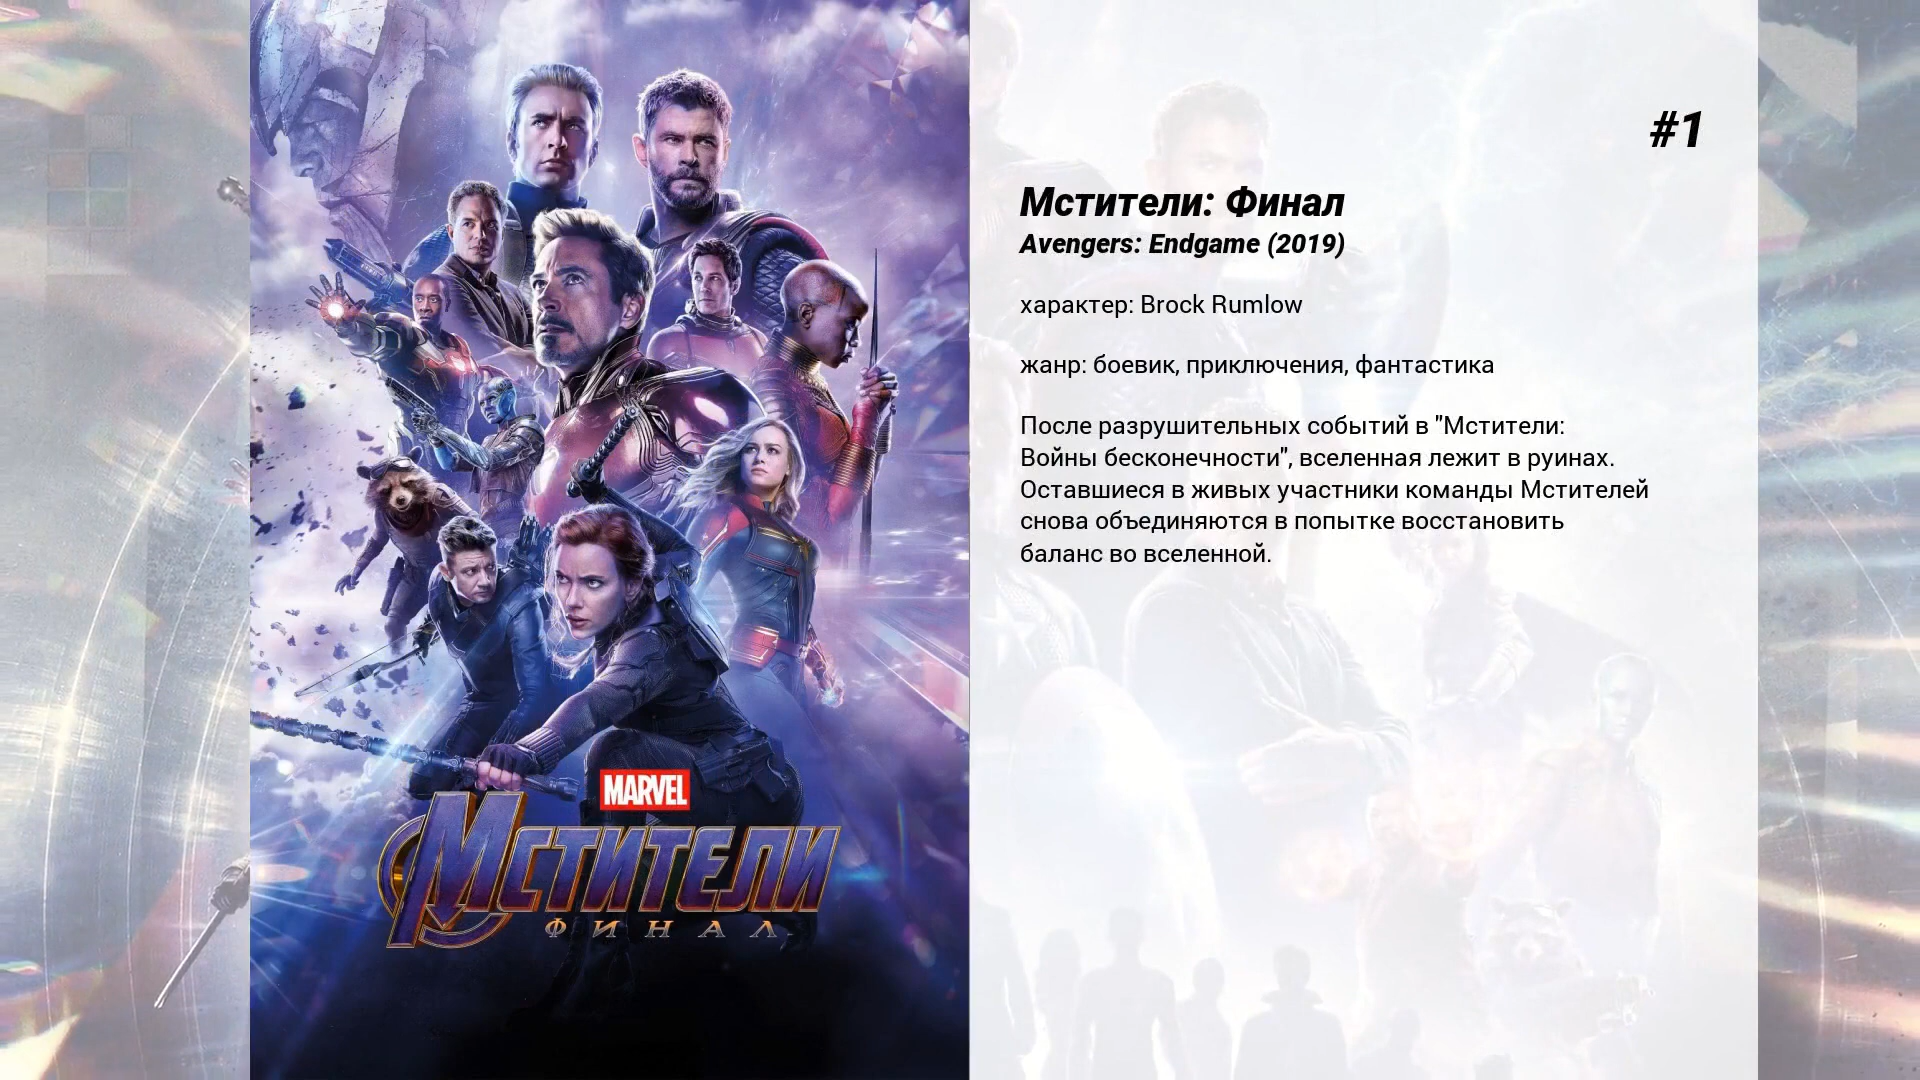 MARVEL
МСТИТЕЛИ
ФИНАЛ
#1
Мстители: Финал
Avengers: Endgame (2019)
характер: Brock Rumlow
жанр: боевик, приключения, фантастика
После разрушительных событий в "Мстители:
Войны бесконечности", вселенная лежит в руинах.
Оставшиеся в живых участники команды Мстителей
снова объединяются в попытке восстановить
баланс во вселенной.